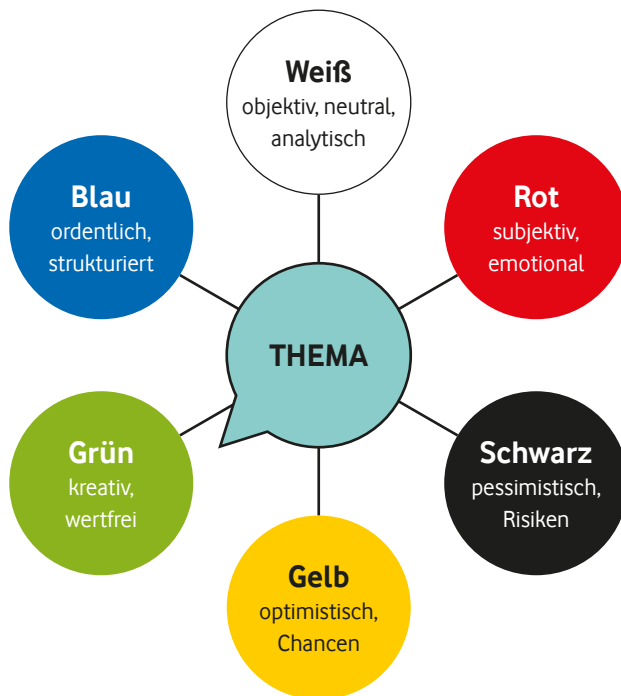 Weiß
objektiv, neutral,
analytisch
Blau
ordentlich,
strukturiert
Rot
subjektiv,
emotional
THEMA
Grün
kreativ,
wertfrei
Schwarz
pessimistisch,
Risiken
Gelb
optimistisch,
Chancen